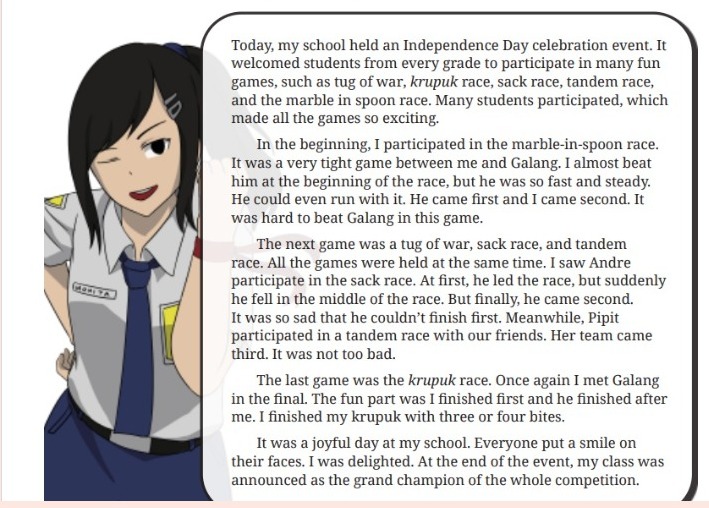 Today, my school held an Independence Day celebration event. It
welcomed students from every grade to participate in many fun
games, such as tug of war, krupuk race, sack race, tandem race,
and the marble in spoon race. Many students participated, which
made all the games so exciting.
In the beginning, I participated in the marble-in-spoon race.
It was a very tight game between me and Galang. I almost beat
him at the beginning of the race, but he was so fast and steady.
He could even run with it. He came first and I came second. It
was hard to beat Galang in this game.
The next game was a tug of war, sack race, and tandem
race. All the games were held at the same time. I saw Andre
participate in the sack race. At first, he led the race, but suddenly
he fell in the middle of the race. But finally, he came second.
It was so sad that he couldn't finish first. Meanwhile, Pipit
participated in a tandem race with our friends. Her team came
third. It was not too bad.
The last game was the krupuk race. Once again I met Galang
in the final. The fun part was I finished first and he finished after
me. I finished my krupuk with three or four bites.
It was a joyful day at my school. Everyone put a smile on
their faces. I was delighted. At the end of the event, my class was
announced as the grand champion of the whole competition.